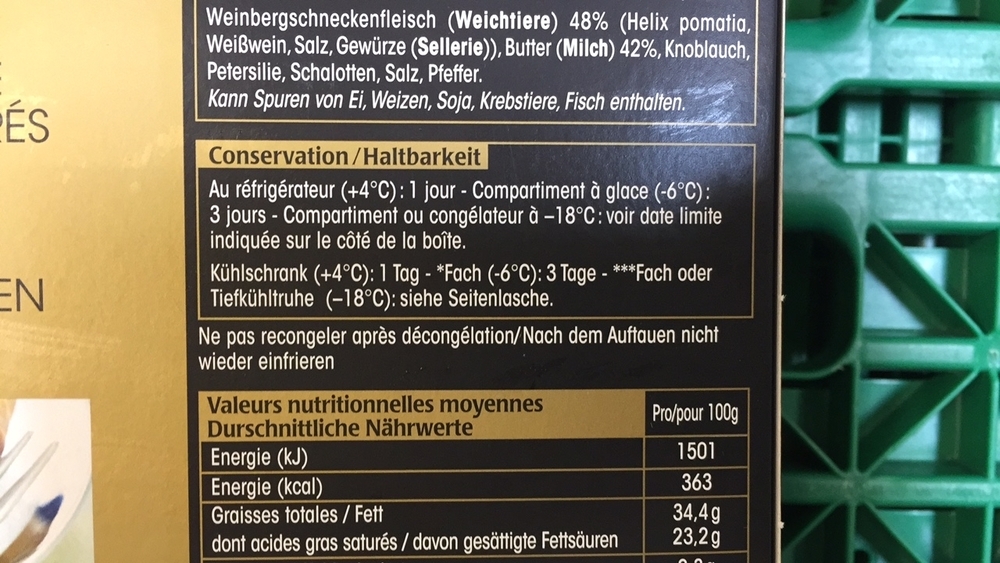 ÉS
EN
Weinbergschneckenfleisch (Weichtiere) 48% (Helix pomatia,
Weißwein, Salz, Gewürze (Sellerie)), Butter (Milch) 42%, Knoblauch,
Petersilie, Schalotten, Salz, Pfeffer.
Kann Spuren von Ei, Weizen, Soja, Krebstiere, Fisch enthalten.
Conservation/Haltbarkeit
Au réfrigérateur (+4°C) : 1 jour - Compartiment à glace (-6°C) :
3 jours - Compartiment ou congélateur à –18°C : voir date limite
indiquée sur le côté de la boîte.
Kühlschrank (+4°C): 1 Tag - *Fach (-6°C): 3 Tage - ***Fach oder
Tiefkühltruhe (–18°C): siehe Seitenlasche.
Ne pas recongeler après décongélation/Nach dem Auftauen nicht
wieder einfrieren
Valeurs nutritionnelles moyennes
Durschnittliche Nährwerte
Pro/pour 100g
Energie (kJ) 1501
Energie (kcal) 363
Graisses totales / Fett 34,4 g
dont acides gras saturés / davon gesättigte Fettsäuren 23,2 g